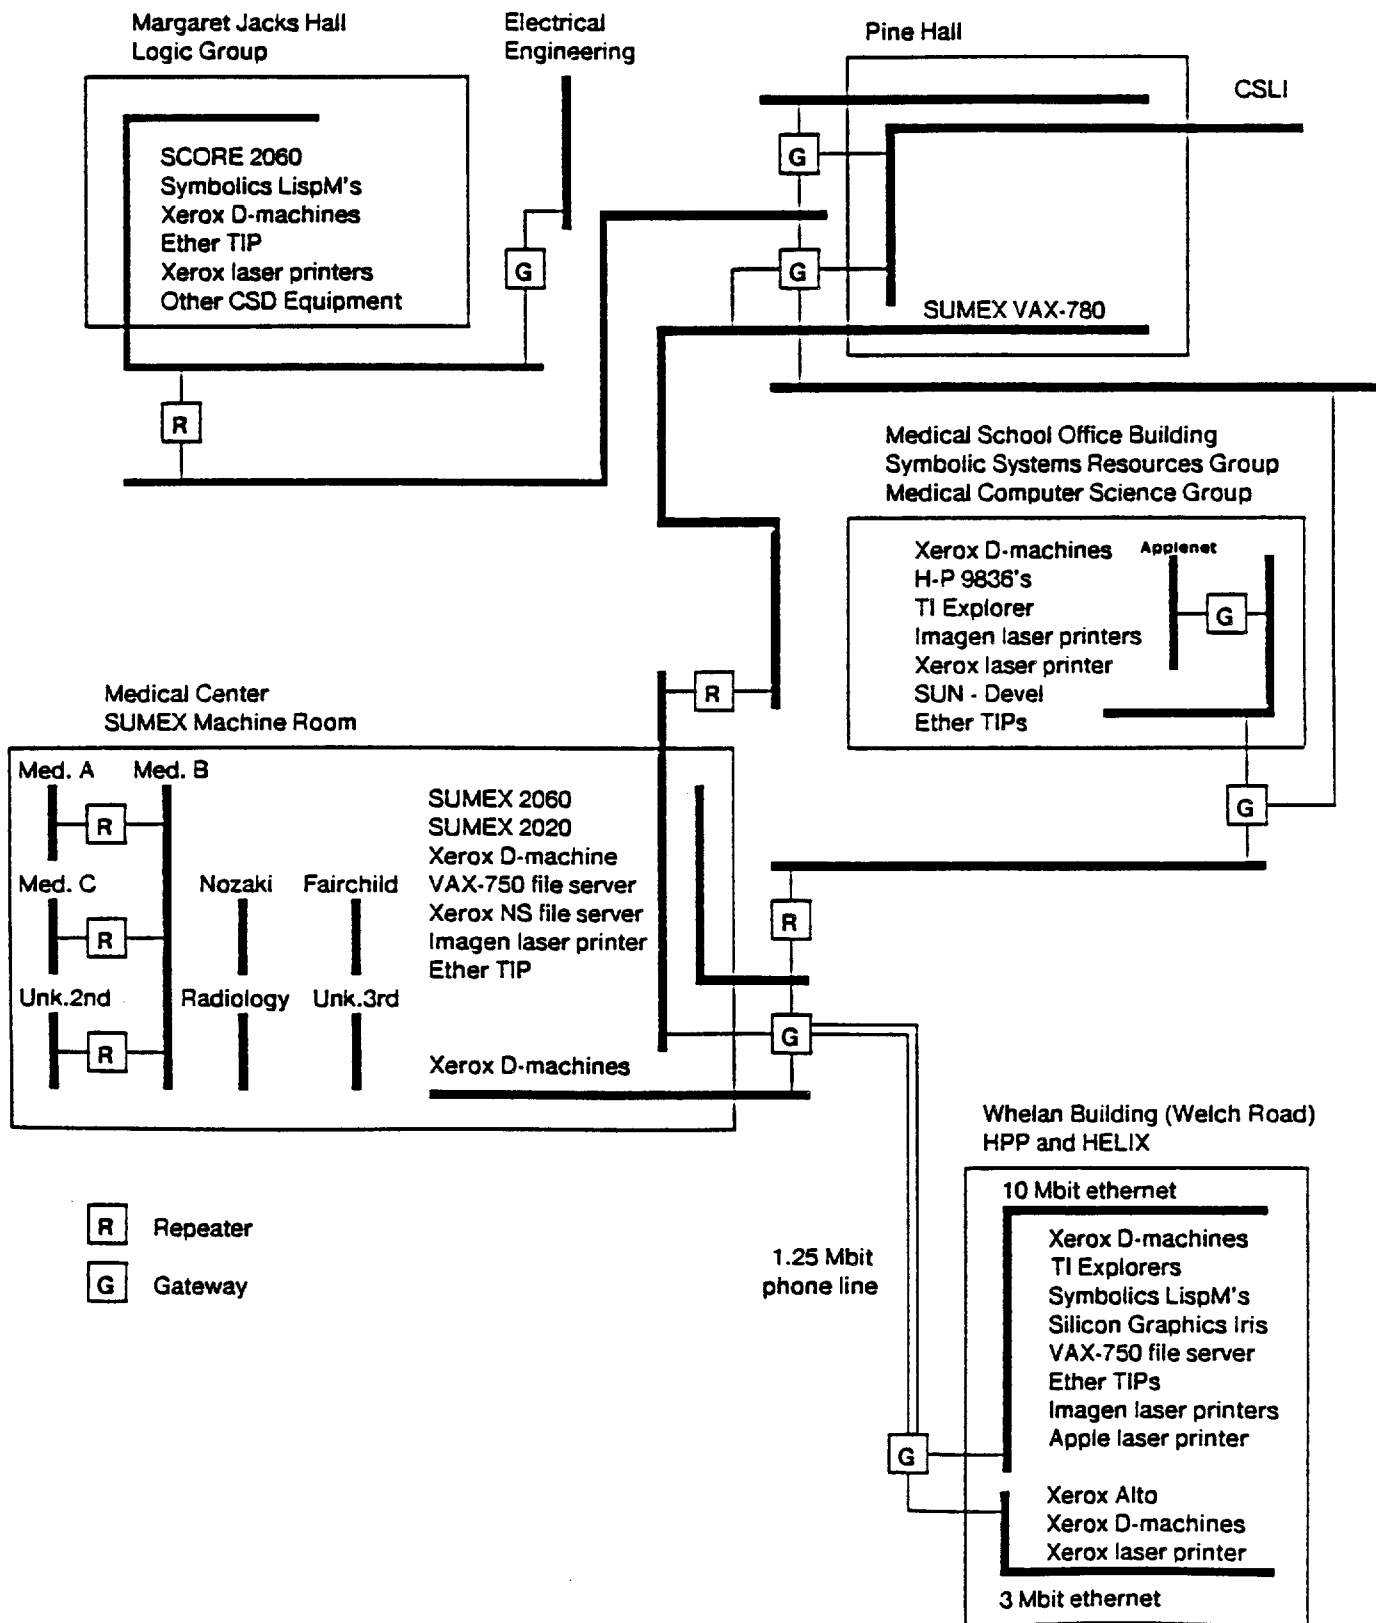 Margaret Jacks Hall
Logic Group
Electrical
Engineering
Pine Hall
CSLI
SCORE 2060
Symbolics LispM's
Xerox D-machines
Ether TIP
Xerox laser printers
Other CSD Equipment
G
G
G
SUMEX VAX-780
R
Medical School Office Building
Symbolic Systems Resources Group
Medical Computer Science Group
Xerox D-machines
H-P 9836's
TI Explorer
Imagen laser printers
Xerox laser printer
SUN - Devel
Ether TIPs
Applenet
G
G
R
Medical Center
SUMEX Machine Room
Med. A
Med. B
R
Med. C
R
Nozaki
Fairchild
Unk.2nd
R
Radiology
Unk.3rd
SUMEX 2060
SUMEX 2020
Xerox D-machine
VAX-750 file server
Xerox NS file server
Imagen laser printer
Ether TIP
Xerox D-machines
R
G
R Repeater
G Gateway
1.25 Mbit
phone line
G
Whelan Building (Welch Road)
HPP and HELIX
10 Mbit ethernet
Xerox D-machines
TI Explorers
Symbolics LispM's
Silicon Graphics Iris
VAX-750 file server
Ether TIPs
Imagen laser printers
Apple laser printer
Xerox Alto
Xerox D-machines
Xerox laser printer
3 Mbit ethernet